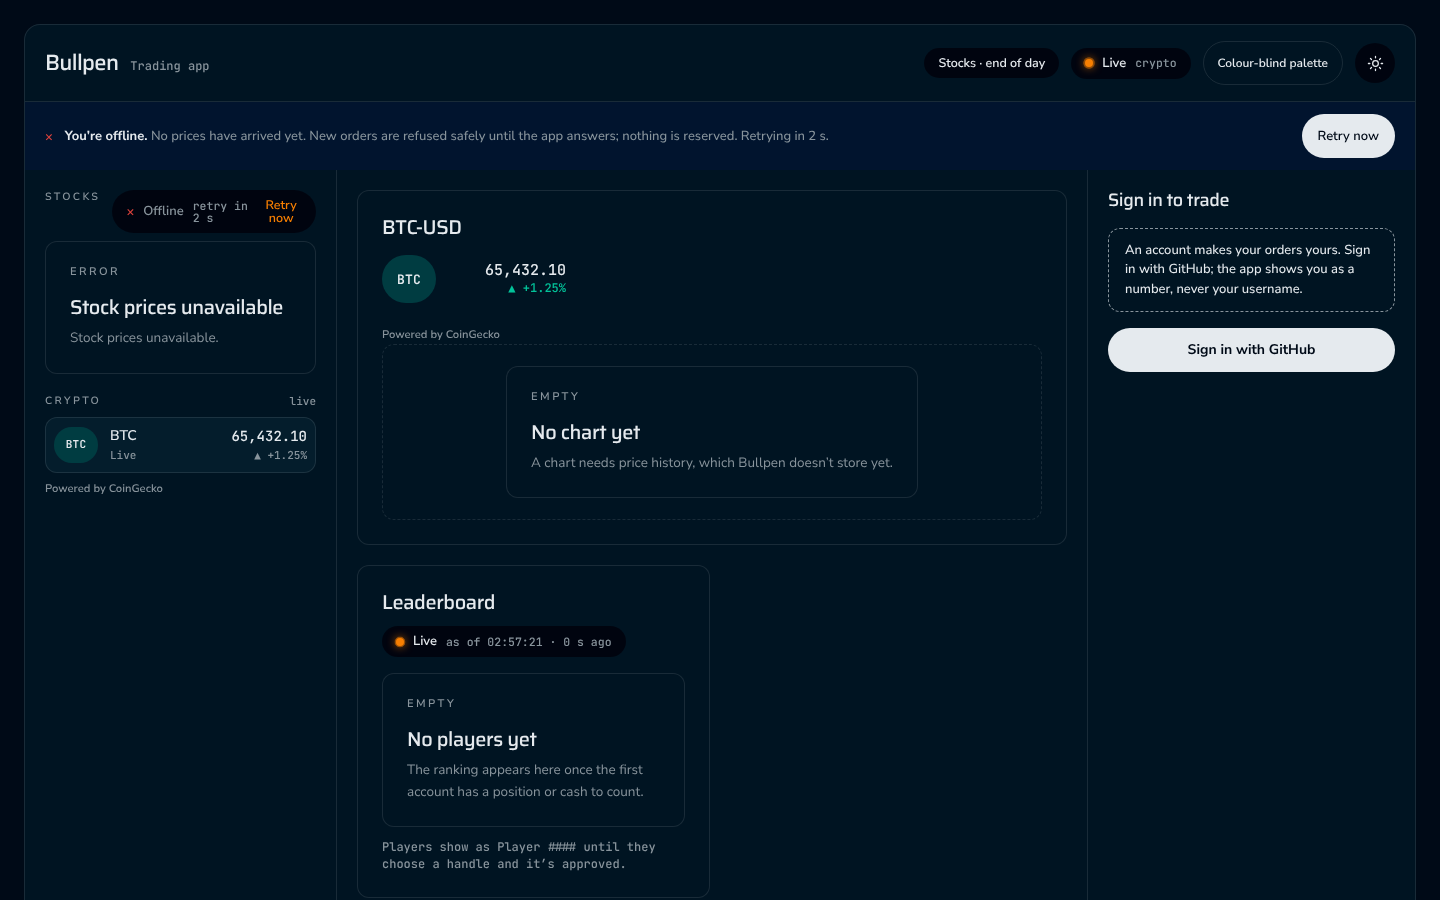 Bullpen Trading app
Stocks · end of day
Live crypto
Colour-blind palette
× You're offline. No prices have arrived yet. New orders are refused safely until the app answers; nothing is reserved. Retrying in 2 s.
Retry now
STOCKS
× Offline
retry in
2 s
Retry
now
ERROR
Stock prices unavailable
Stock prices unavailable.
CRYPTO
live
BTC
BTC
65,432.10
Live
▲ +1.25%
Powered by CoinGecko
BTC-USD
BTC
65,432.10
▲ +1.25%
Powered by CoinGecko
EMPTY
No chart yet
A chart needs price history, which Bullpen doesn’t store yet.
Leaderboard
Live as of 02:57:21 · 0 s ago
EMPTY
No players yet
The ranking appears here once the first
account has a position or cash to count.
Players show as Player #### until they
choose a handle and it’s approved.
Sign in to trade
An account makes your orders yours. Sign
in with GitHub; the app shows you as a
number, never your username.
Sign in with GitHub